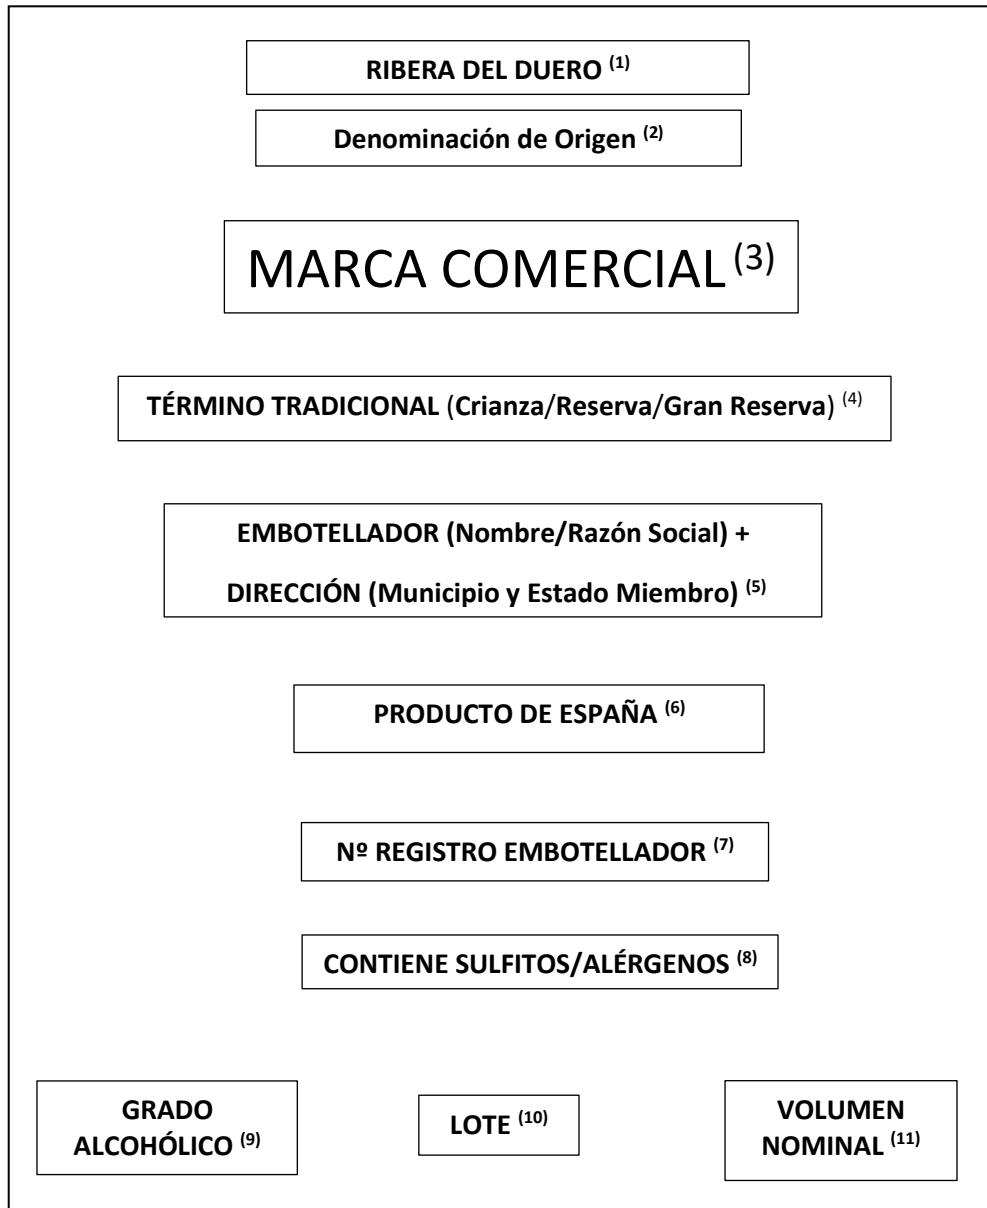 RIBERA DEL DUERO (1)
Denominación de Origen (2)
MARCA COMERCIAL (3)
TÉRMINO TRADICIONAL (Crianza/Reserva/Gran Reserva) (4)
EMBOTELLADOR (Nombre/Razón Social) +
DIRECCIÓN (Municipio y Estado Miembro) (5)
PRODUCTO DE ESPAÑA (6)
Nº REGISTRO EMBOTELLADOR (7)
CONTIENE SULFITOS/ALÉRGENOS (8)
GRADO
ALCOHÓLICO (9)
LOTE (10)
VOLUMEN
NOMINAL (11)